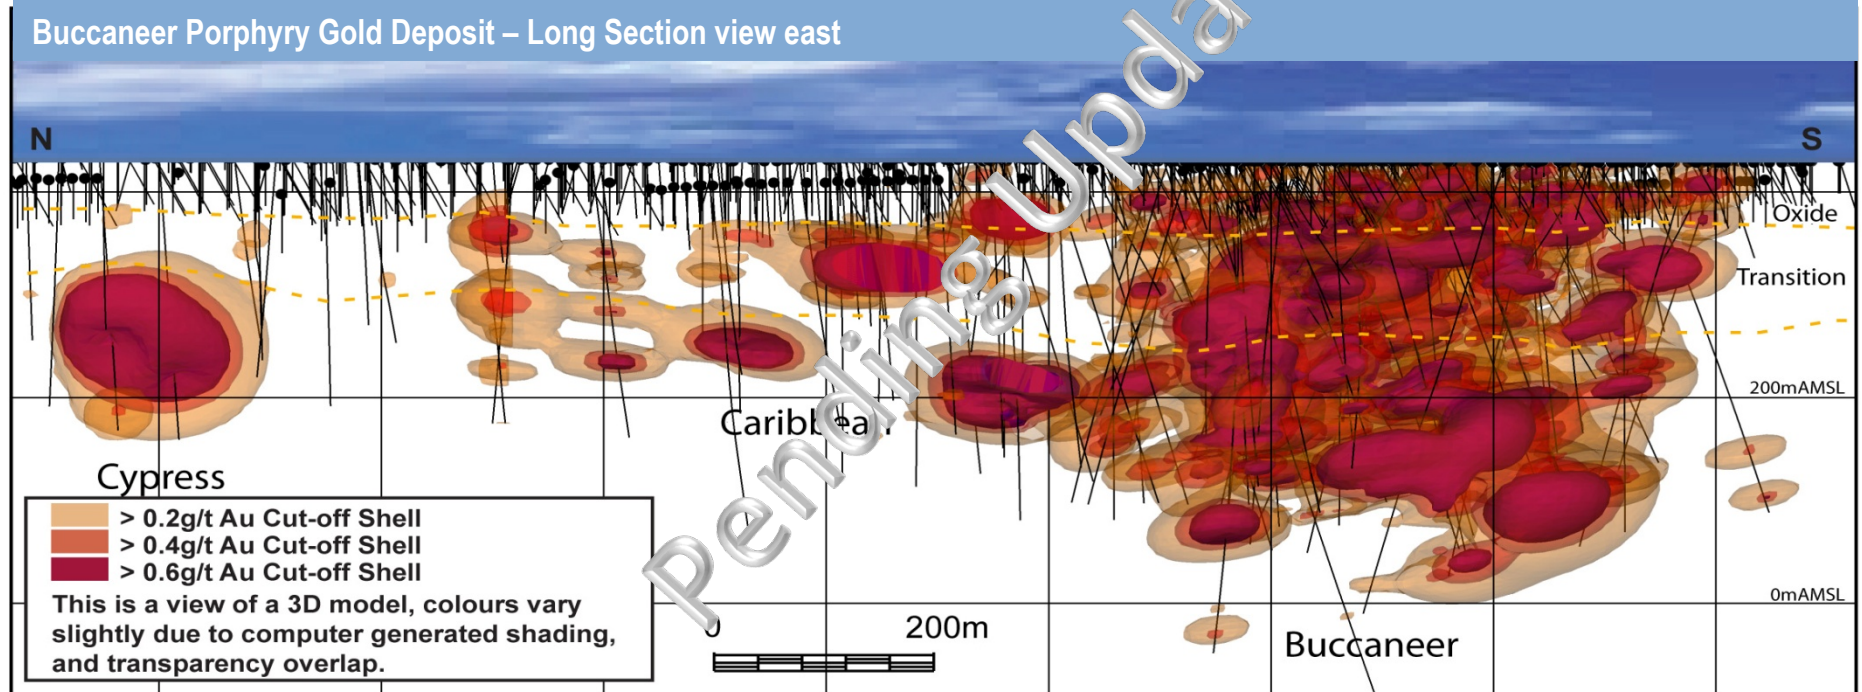 Buccaneer Porphyry Gold Deposit – Long Section view east
N
S
Oxide
Transition
200mAMSL
Caribbean
Cypress
> 0.2g/t Au Cut-off Shell
> 0.4g/t Au Cut-off Shell
> 0.6g/t Au Cut-off Shell
This is a view of a 3D model, colours vary
slightly due to computer generated shading,
and transparency overlap.
0mAMSL
0
200m
Buccaneer
Pending Upda